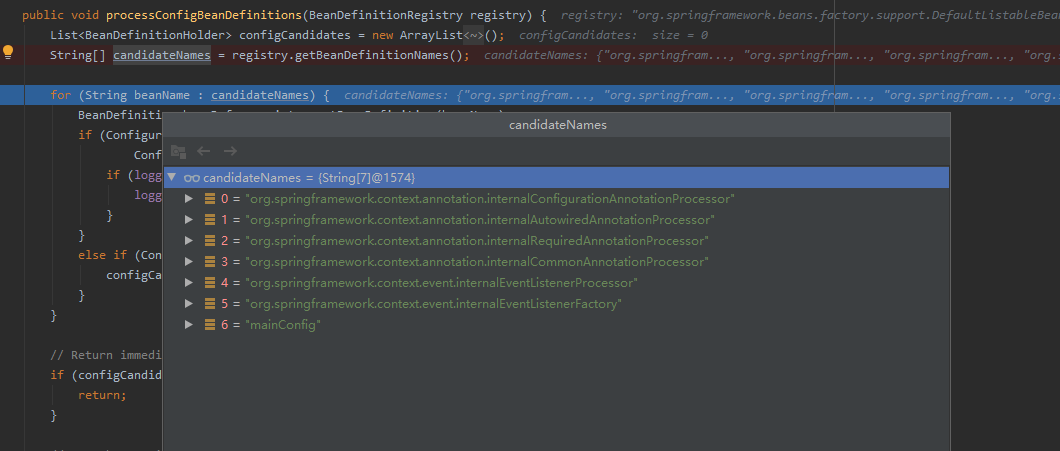 public void processConfigBeanDefinitions(BeanDefinitionRegistry registry) { registry: "org.springframework.beans.factory.support.DefaultListableBea
List<BeanDefinitionHolder> configCandidates = new ArrayList<~>(); configCandidates: size = 0
String[] candidateNames = registry.getBeanDefinitionNames(); candidateNames: {"org.springfram..., "org.springfram..., "org.springfram..., "org.s
for (String beanName : candidateNames) { candidateNames: {"org.springfram..., "org.springfram..., "org.springfram..., "org.s
BeanDefiniti
candidateNames
if (Configur
Conf
if (logg
candidateNames = {String[7]@1574}
logg
0 = "org.springframework.context.annotation.internalConfigurationAnnotationProcessor"
}
1 = "org.springframework.context.annotation.internalAutowiredAnnotationProcessor"
}
2 = "org.springframework.context.annotation.internalRequiredAnnotationProcessor"
else if (Con
3 = "org.springframework.context.annotation.internalCommonAnnotationProcessor"
configCa
4 = "org.springframework.context.event.internalEventListenerProcessor"
}
5 = "org.springframework.context.event.internalEventListenerFactory"
}
6 = "mainConfig"
// Return immedi
if (configCandid
return;
}